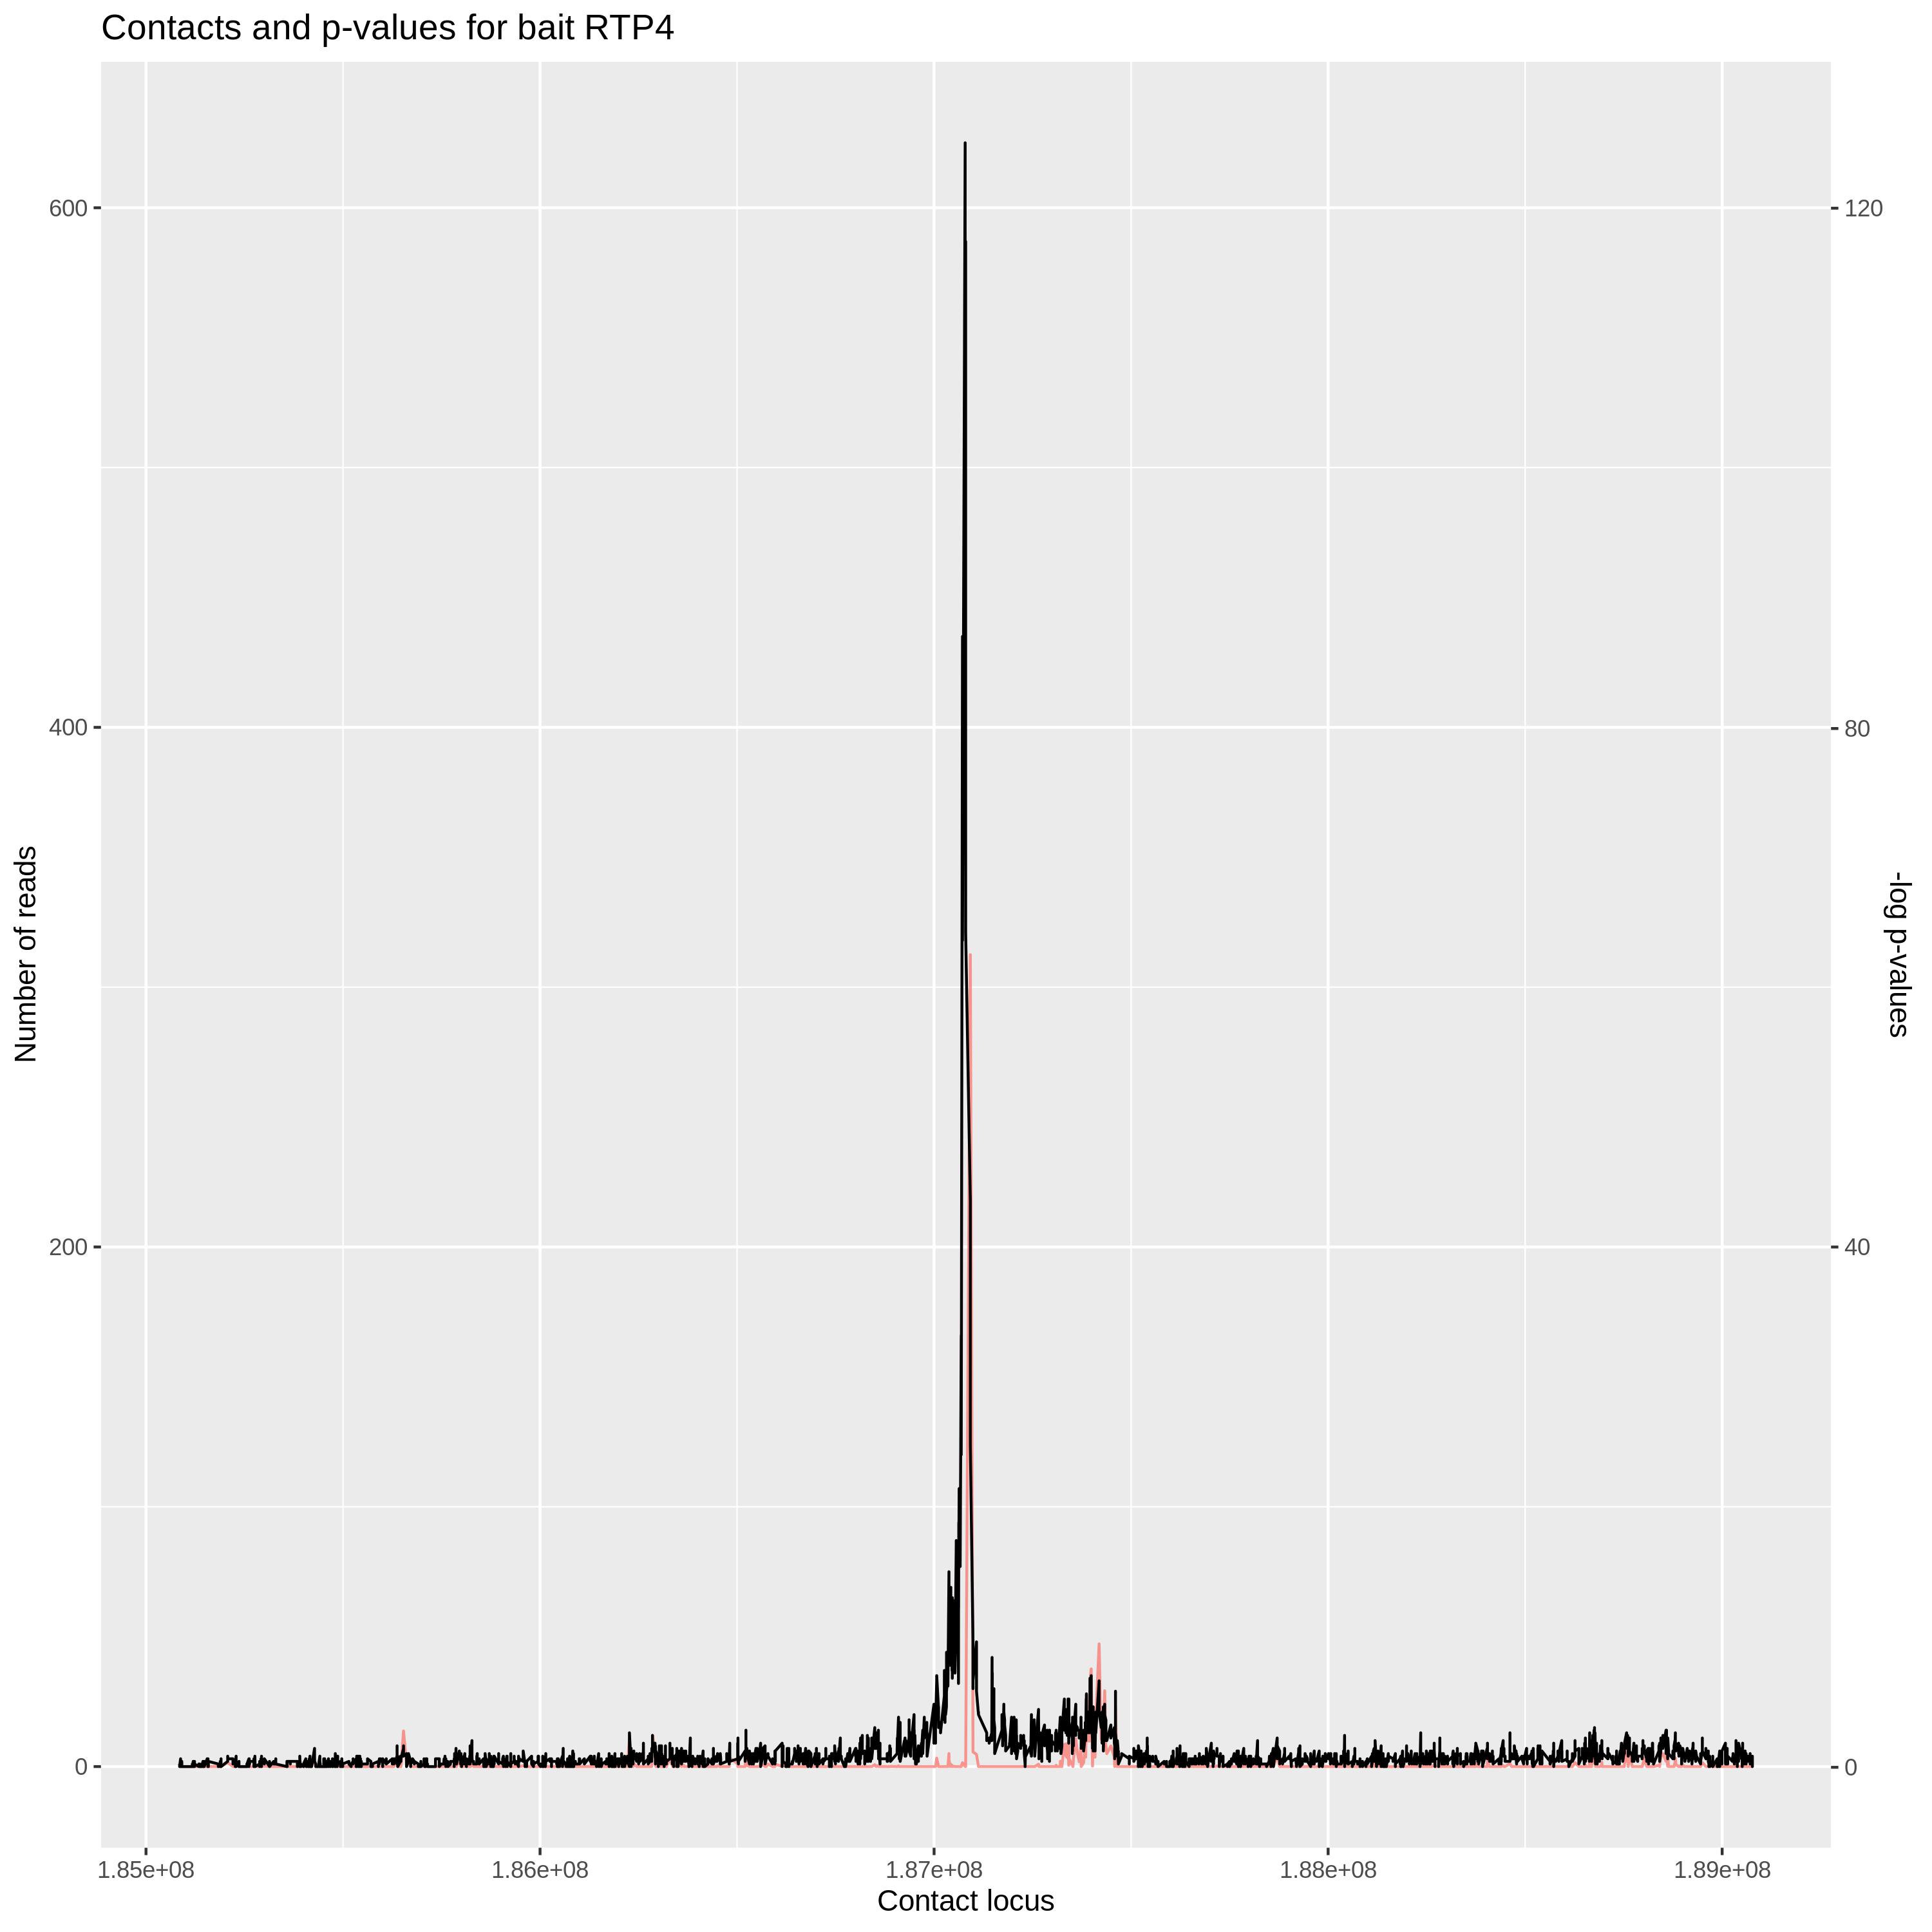 Contacts and p-values for bait RTP4
600
400
200
0
120
80
40
0
Number of reads
-log p-values
1.85e+08 1.86e+08 1.87e+08 1.88e+08 1.89e+08
Contact locus